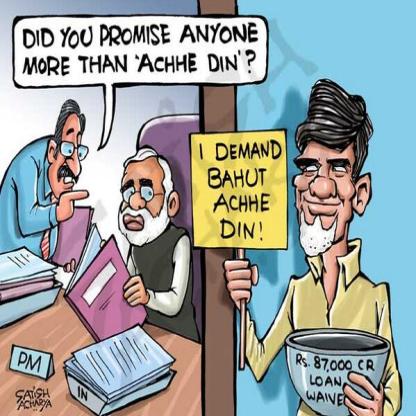 DID YOU PROMISE ANYONE
MORE THAN 'ACHHE DIN'?
I DEMAND
BAHUT
ACHHE
DIN!
PM
IN
SATISH
ACHARYA
Rs. 87,000 CR
LOAN
WAIVE